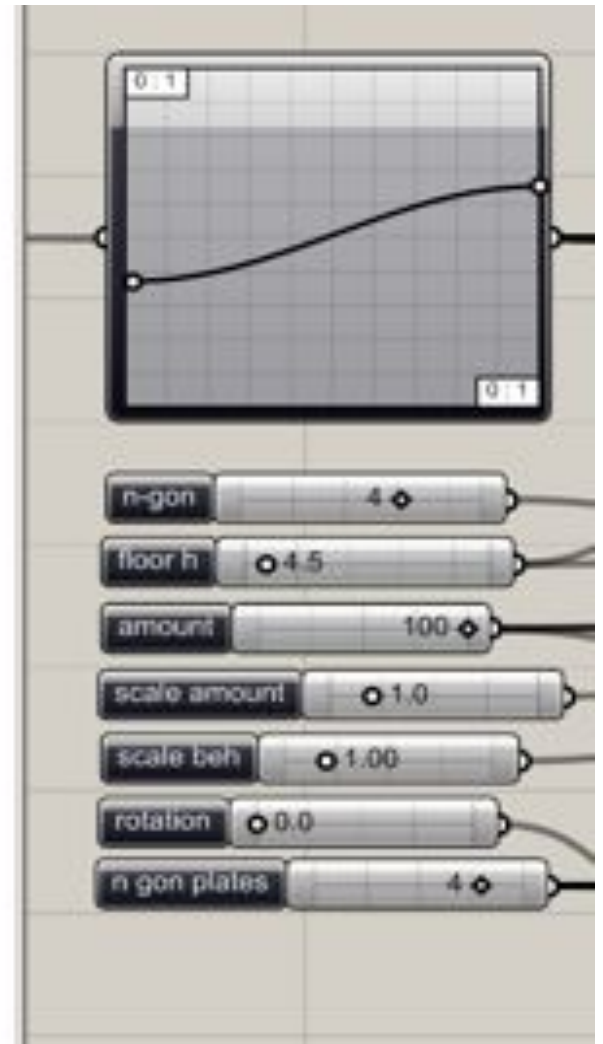 0 : 1
0 : 1
n-gon 4
floor h 4.5
amount 100
scale amount 1.0
scale beh 1.00
rotation 0.0
n gon plates 4